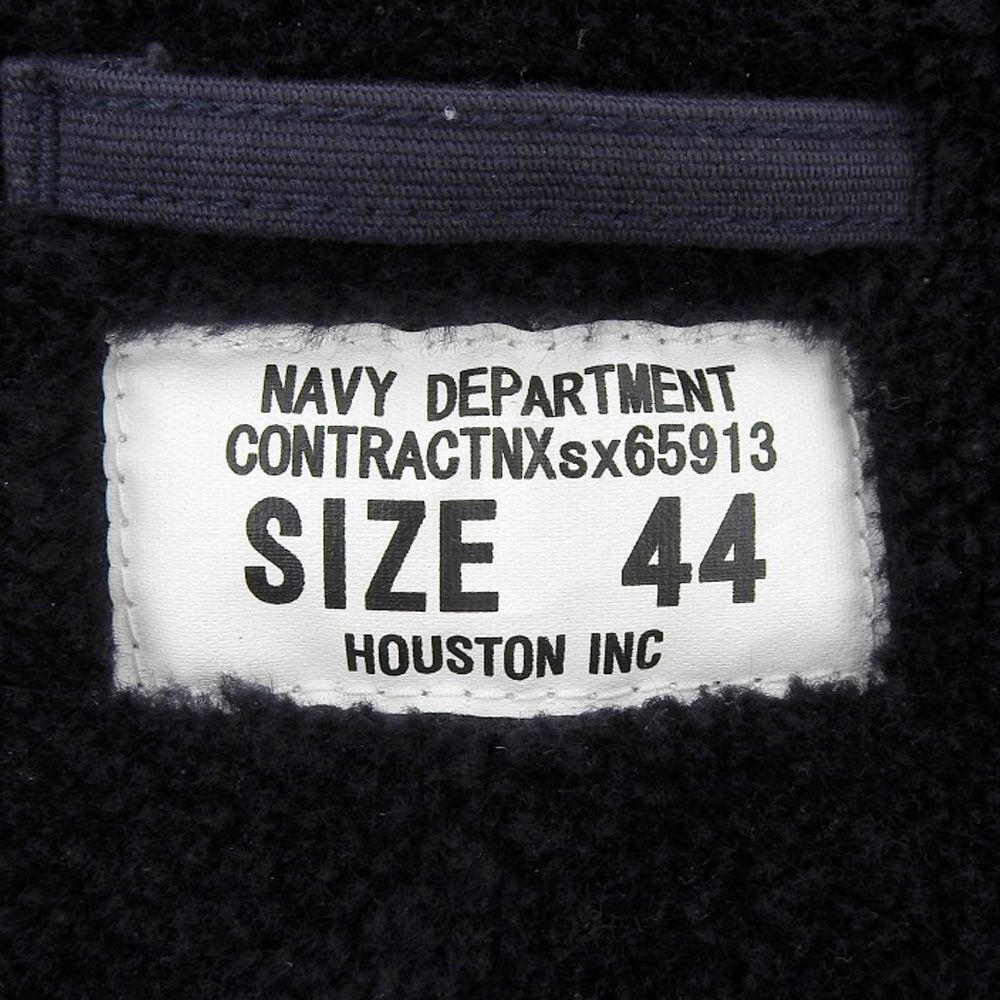 NAVY DEPARTMENT
CONTRACTNXsx65913
SIZE 44
HOUSTON INC